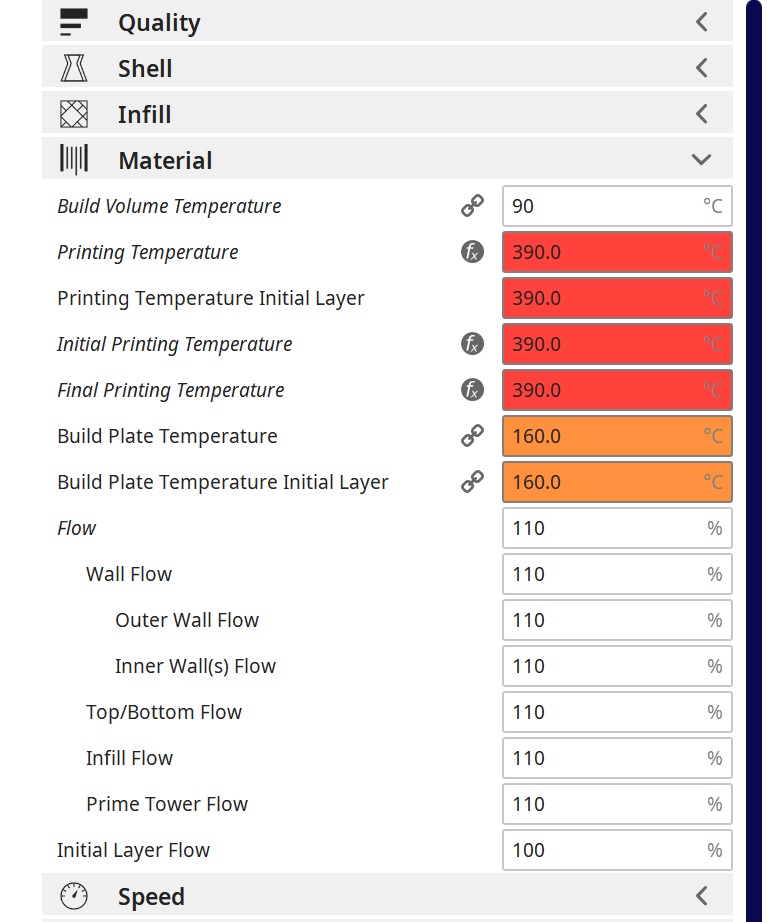 Quality
Shell
Infill
Material
Build Volume Temperature 90 °C
Printing Temperature fx 390.0 °C
Printing Temperature Initial Layer 390.0 °C
Initial Printing Temperature fx 390.0 °C
Final Printing Temperature fx 390.0 °C
Build Plate Temperature 160.0 °C
Build Plate Temperature Initial Layer 160.0 °C
Flow 110 %
Wall Flow 110 %
Outer Wall Flow 110 %
Inner Wall(s) Flow 110 %
Top/Bottom Flow 110 %
Infill Flow 110 %
Prime Tower Flow 110 %
Initial Layer Flow 100 %
Speed